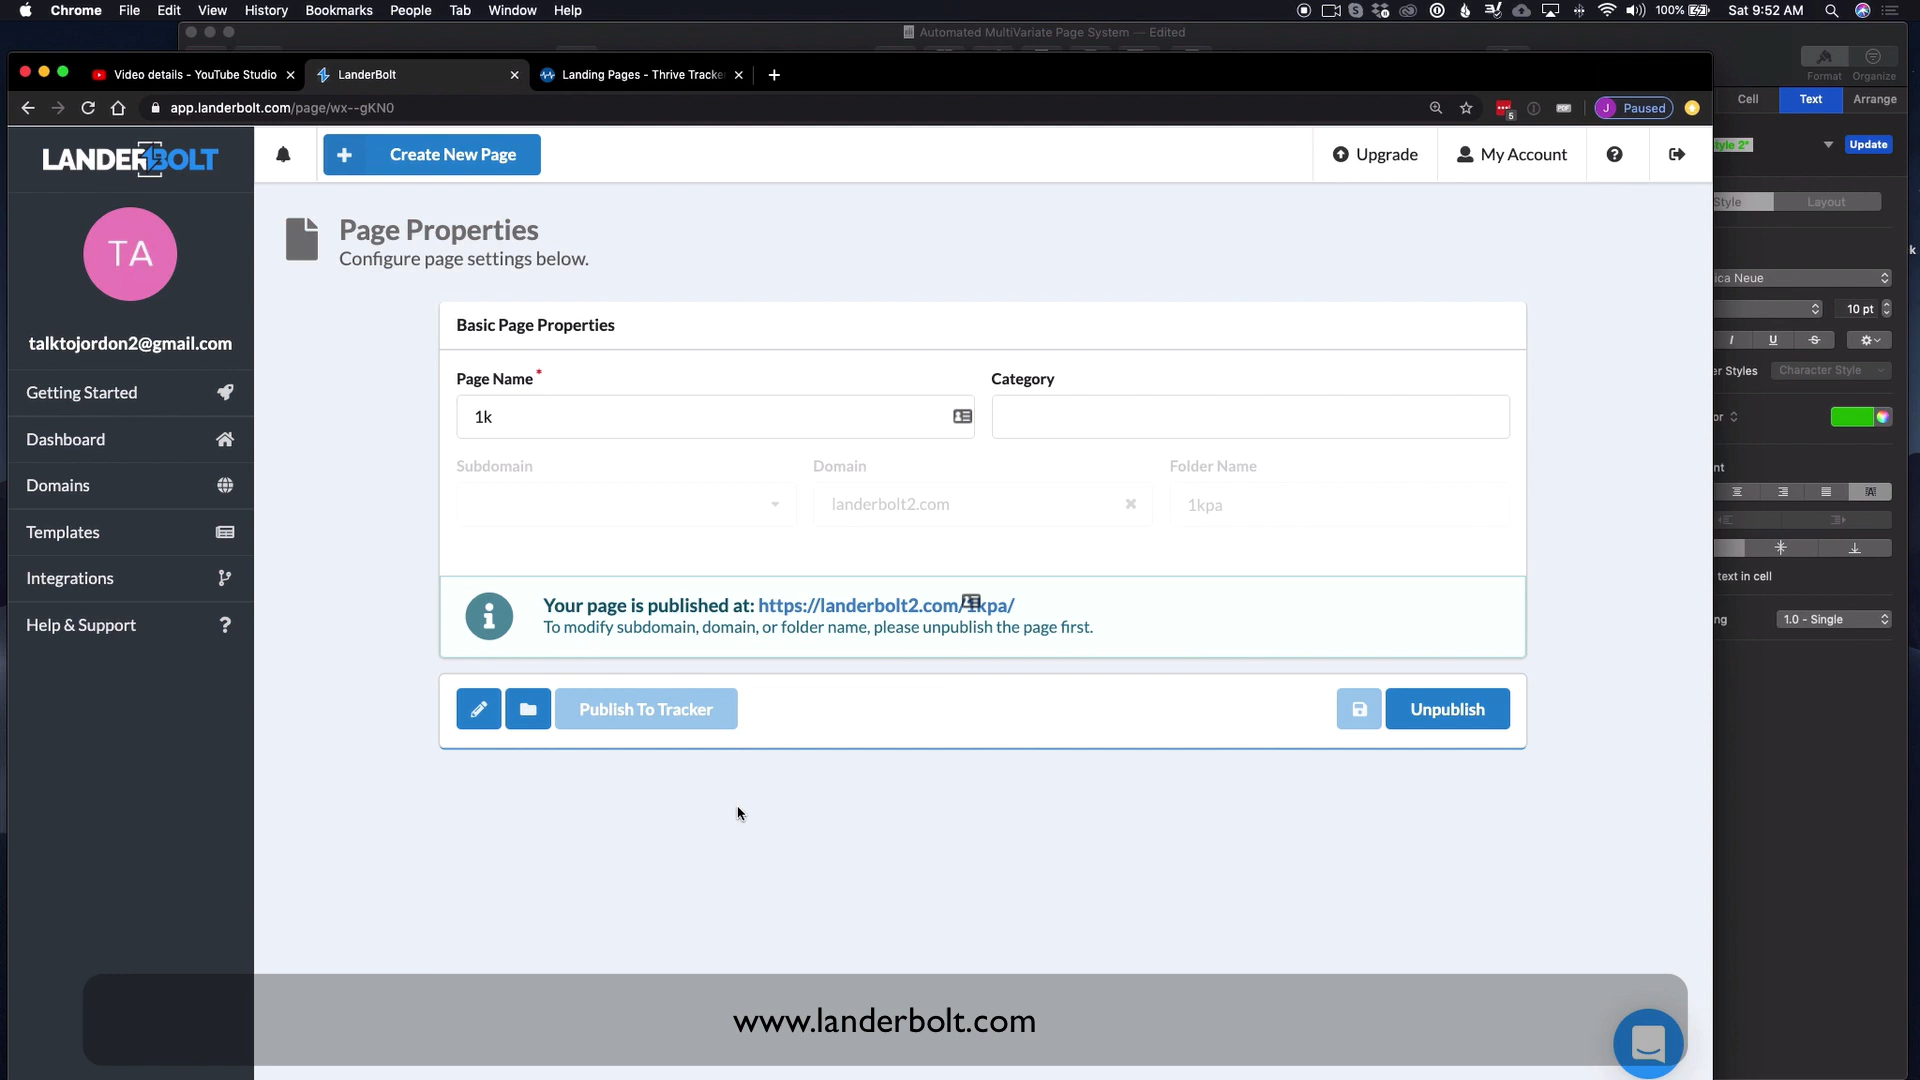 Chrome File Edit View History Bookmarks People Tab Window Help
100% Sat 9:52 AM
Automated MultiVariate Page System — Edited
Format Organize
Video details - YouTube Studio
LanderBolt
Landing Pages - Thrive Tracke
app.landerbolt.com/page/wx--gKN0
5
PDF
J Paused
Cell Text Arrange
LANDERBOLT
Create New Page
Upgrade
My Account
tyle 2*
Update
Style Layout
TA
Page Properties
Configure page settings below.
ica Neue
10 pt
I U S
er Styles Character Style
or
nt
text in cell
ng 1.0 - Single
talktojordon2@gmail.com
Getting Started
Dashboard
Domains
Templates
Integrations
Help & Support ?
Basic Page Properties
Page Name *
Category
1k
Subdomain
Domain
Folder Name
landerbolt2.com
1kpa
Your page is published at: https://landerbolt2.com/1kpa/
To modify subdomain, domain, or folder name, please unpublish the page first.
Publish To Tracker
Unpublish
www.landerbolt.com